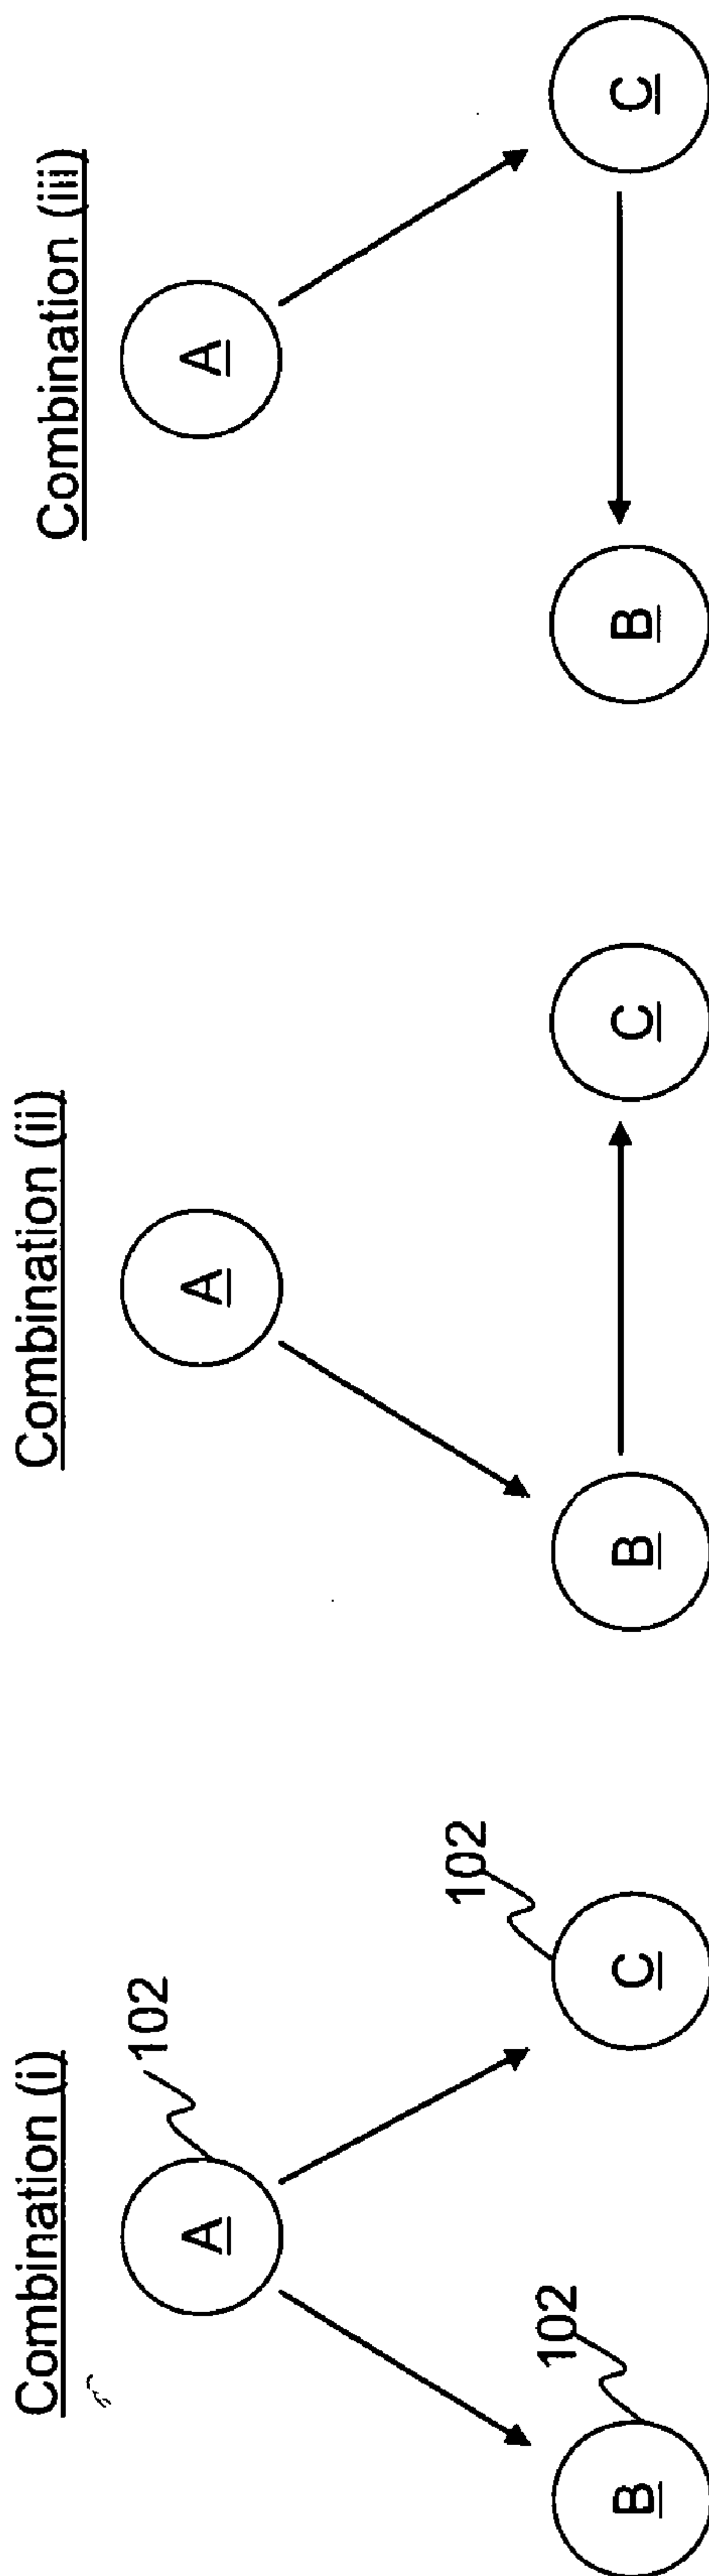 Combination (i)
A
102
B
102
C
102
Combination (ii)
A
B
C
Combination (iii)
A
B
C